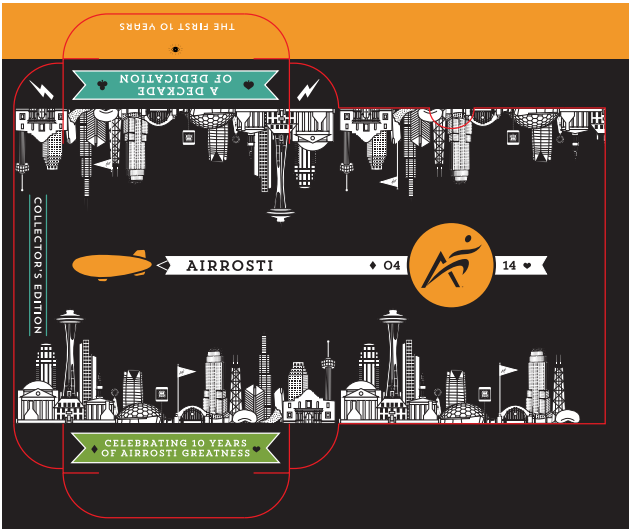 THE FIRST 10 YEARS
A DECKADE
OF DEDICATION
COLLECTOR'S EDITION
AIRROSTI
04
14
CELEBRATING 10 YEARS
OF AIRROSTI GREATNESS